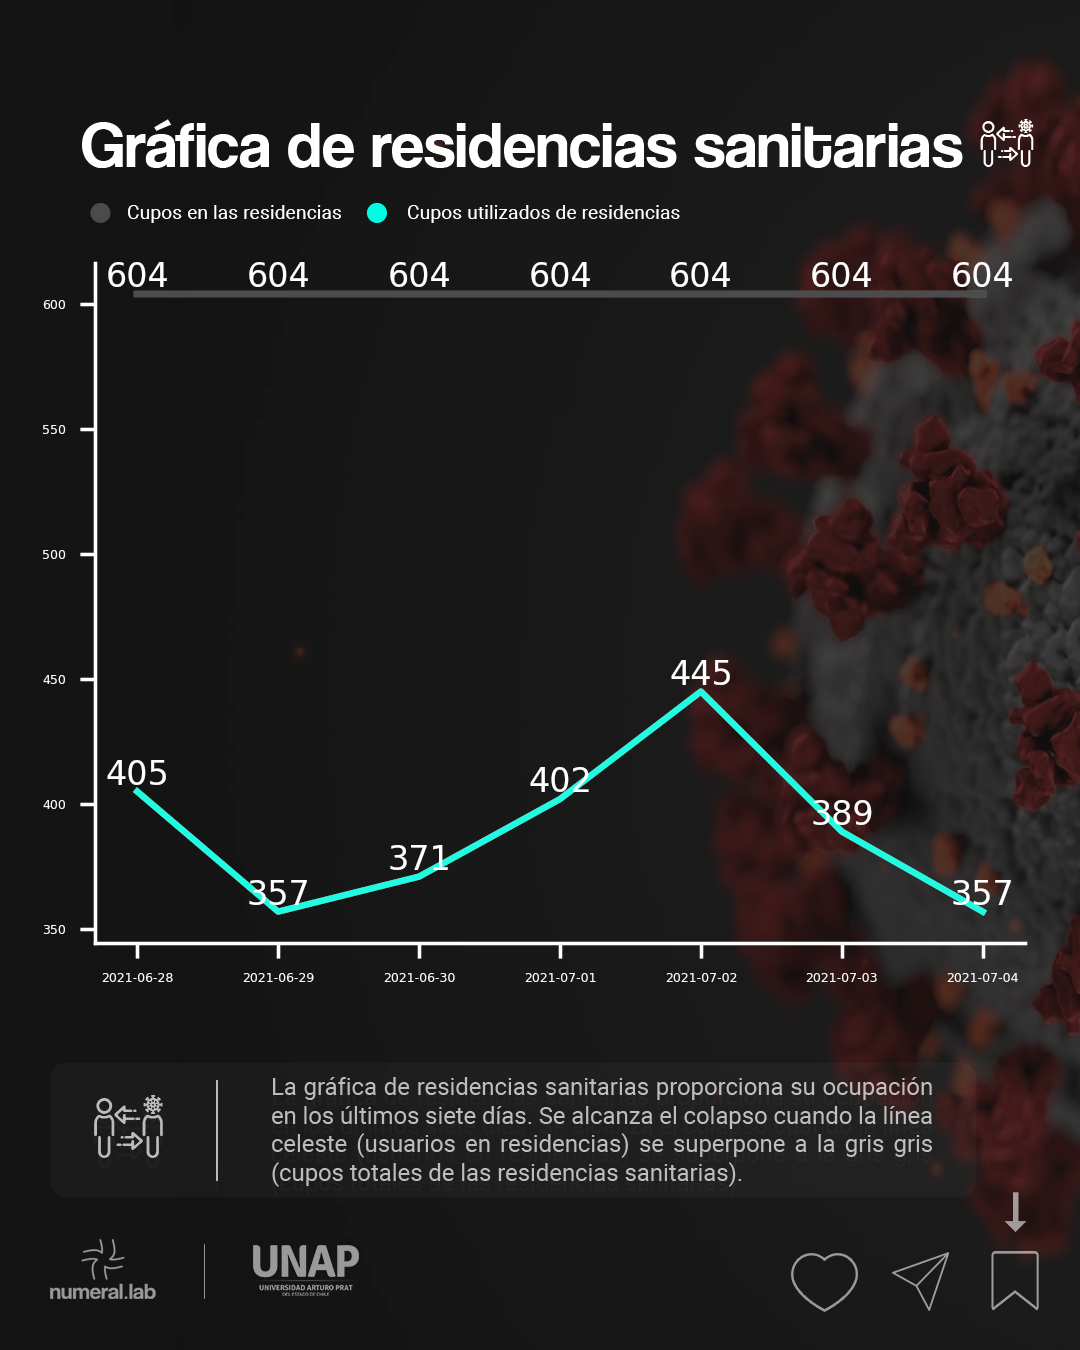 Gráfica de residencias sanitarias
Cupos en las residencias Cupos utilizados de residencias
604 604 604 604 604 604 604
600
550
500
450
400
350
405 357 371 402 445 389 357
2021-06-28 2021-06-29 2021-06-30 2021-07-01 2021-07-02 2021-07-03 2021-07-04
La gráfica de residencias sanitarias proporciona su ocupación
en los últimos siete días. Se alcanza el colapso cuando la línea
celeste (usuarios en residencias) se superpone a la gris gris
(cupos totales de las residencias sanitarias).
numeral.lab
UNAP
UNIVERSIDAD ARTURO PRAT
DEL ESTADO DE CHILE